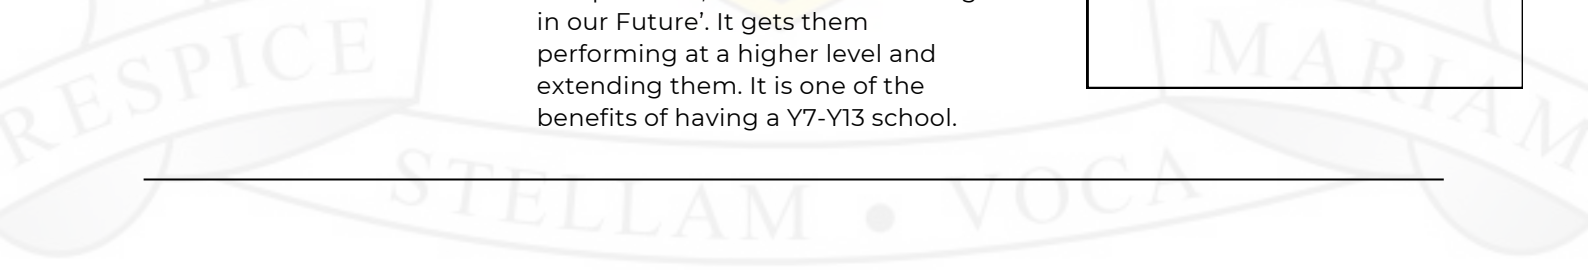 in our Future’. It gets them
performing at a higher level and
extending them. It is one of the
benefits of having a Y7-Y13 school.
RESPICE
STELLAM • VOCA
MARIAM